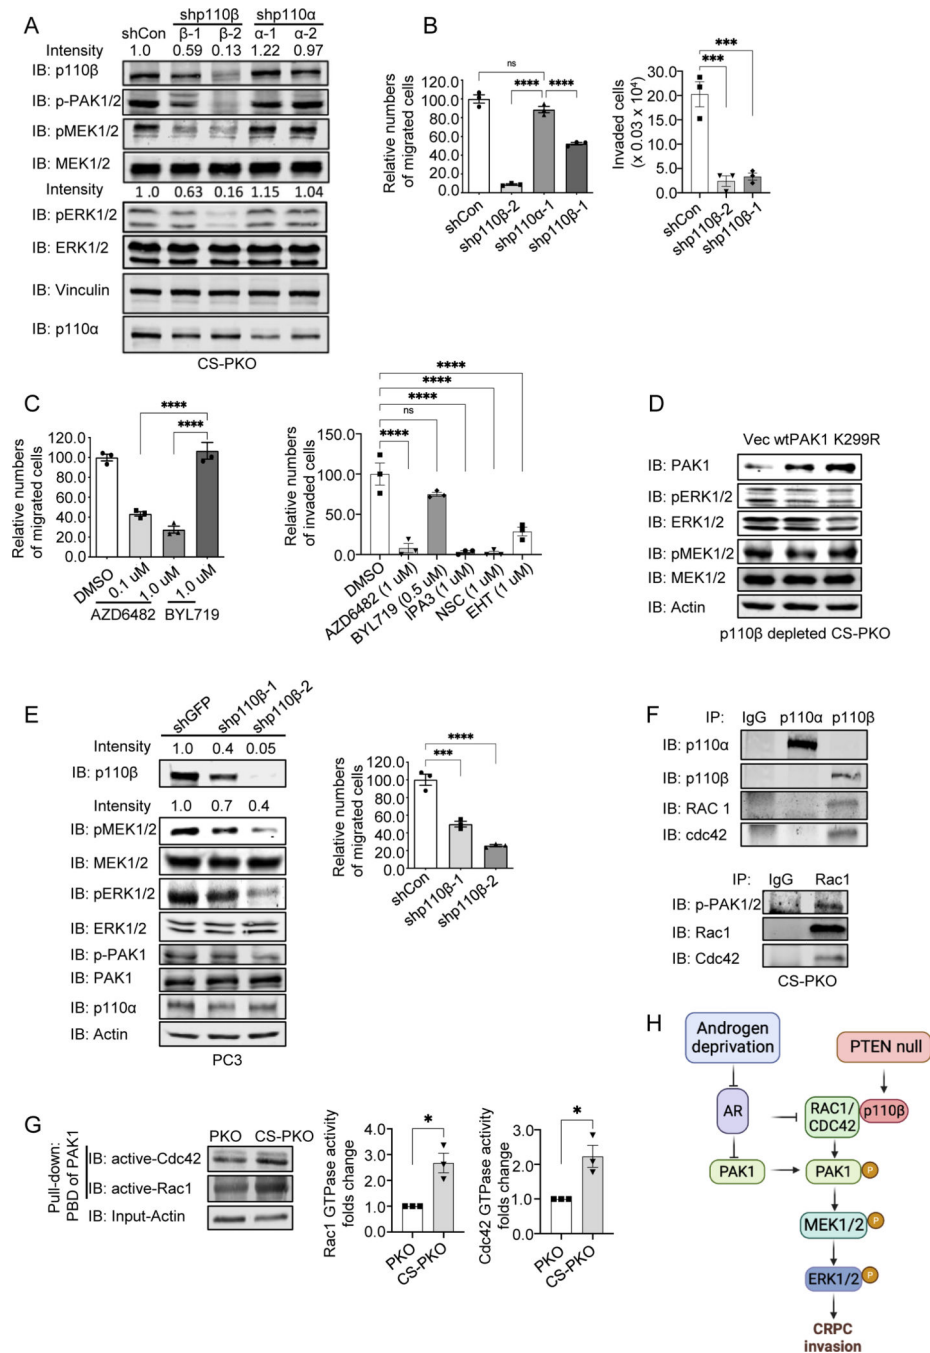 A
shp110β
shp110α
shCon
β-1
β-2
α-1
α-2
Intensity
1.0
0.59
0.13
1.22
0.97
IB: p110β
IB: p-PAK1/2
IB: pMEK1/2
IB: MEK1/2
Intensity
1.0
0.63
0.16
1.15
1.04
IB: pERK1/2
IB: ERK1/2
IB: Vinculin
IB: p110α
CS-PKO
B
Relative numbers
of migrated cells
120.0
100.0
80.0
60.0
40.0
20.0
0.0
ns
****
****
shCon
shp110β-2
shp110α-1
shp110β-1
Invaded cells
(x 0.03 x 10⁴)
20.0
15.0
10.0
5.0
0.0
***
***
shCon
shp110β-2
shp110β-1
C
Relative numbers
of migrated cells
120.0
100.0
80.0
60.0
40.0
20.0
0.0
****
****
DMSO
0.1 uM
1.0 uM
1.0 uM
AZD6482
BYL719
Relative numbers
of invaded cells
150.0
100.0
50.0
0.0
****
****
****
ns
****
DMSO
AZD6482 (1 uM)
BYL719 (0.5 uM)
IPA3 (1 uM)
NSC (1 uM)
EHT (1 uM)
D
Vec wtPAK1 K299R
IB: PAK1
IB: pERK1/2
IB: ERK1/2
IB: pMEK1/2
IB: MEK1/2
IB: Actin
p110β depleted CS-PKO
E
shGFP
shp110β-1
shp110β-2
Intensity
1.0
0.4
0.05
IB: p110β
Intensity
1.0
0.7
0.4
IB: pMEK1/2
IB: MEK1/2
IB: pERK1/2
IB: ERK1/2
IB: p-PAK1
IB: PAK1
IB: p110α
IB: Actin
PC3
Relative numbers
of migrated cells
120.0
100.0
80.0
60.0
40.0
20.0
0.0
****
***
shCon
shp110β-1
shp110β-2
F
IP: IgG p110α p110β
IB: p110α
IB: p110β
IB: RAC 1
IB: cdc42
IP: IgG Rac1
IB: p-PAK1/2
IB: Rac1
IB: Cdc42
CS-PKO
G
Pull-down:
PBD of PAK1
PKO CS-PKO
IB: active-Cdc42
IB: active-Rac1
IB: Input-Actin
Rac1 GTPase activity
folds change
4.0
3.0
2.0
1.0
0.0
*
PKO
CS-PKO
Cdc42 GTPase activity
folds change
3.0
2.0
1.0
0.0
*
PKO
CS-PKO
H
Androgen
deprivation
PTEN null
AR
RAC1/
CDC42
p110β
PAK1
PAK1
P
MEK1/2
P
ERK1/2
P
CRPC
invasion